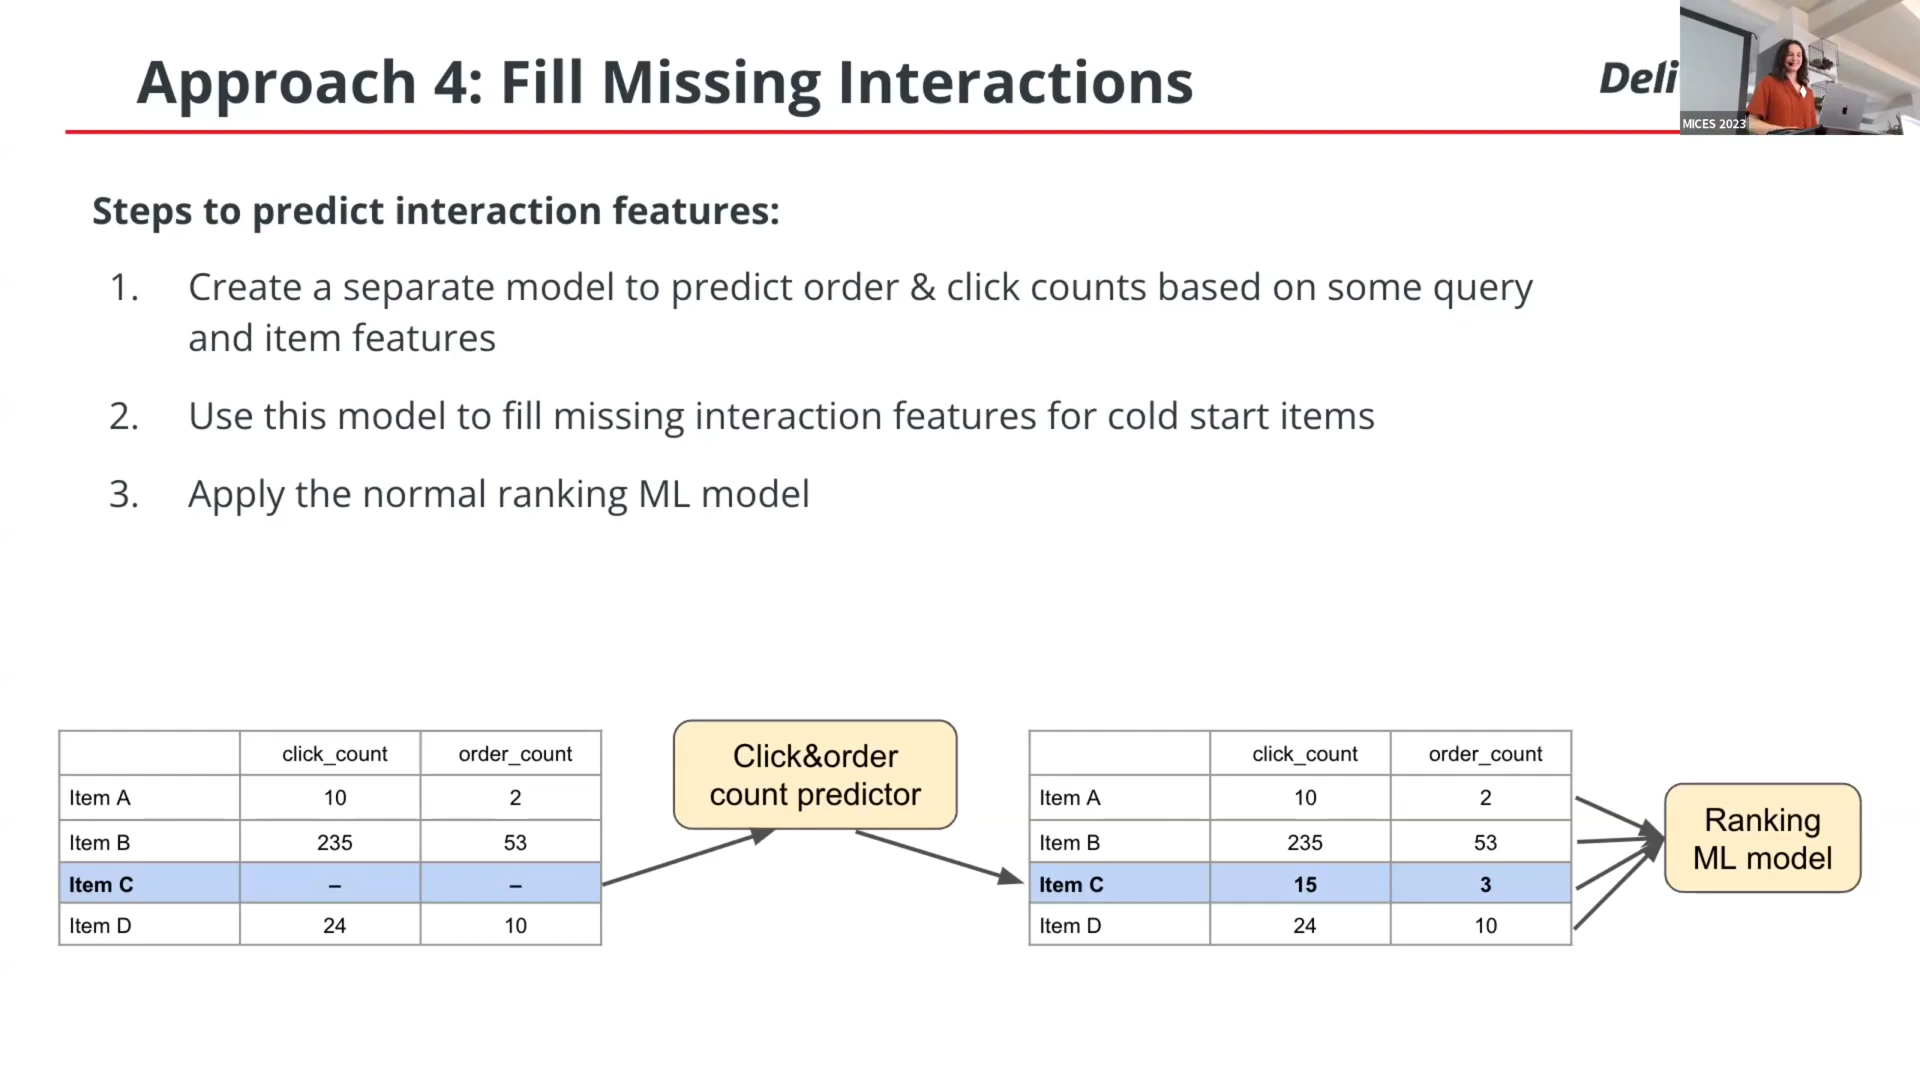 Approach 4: Fill Missing Interactions
Deli
MICES 2023
Steps to predict interaction features:
1. Create a separate model to predict order & click counts based on some query
and item features
2. Use this model to fill missing interaction features for cold start items
3. Apply the normal ranking ML model
click_count order_count
Item A 10 2
Item B 235 53
Item C – –
Item D 24 10
Click&order
count predictor
click_count order_count
Item A 10 2
Item B 235 53
Item C 15 3
Item D 24 10
Ranking
ML model